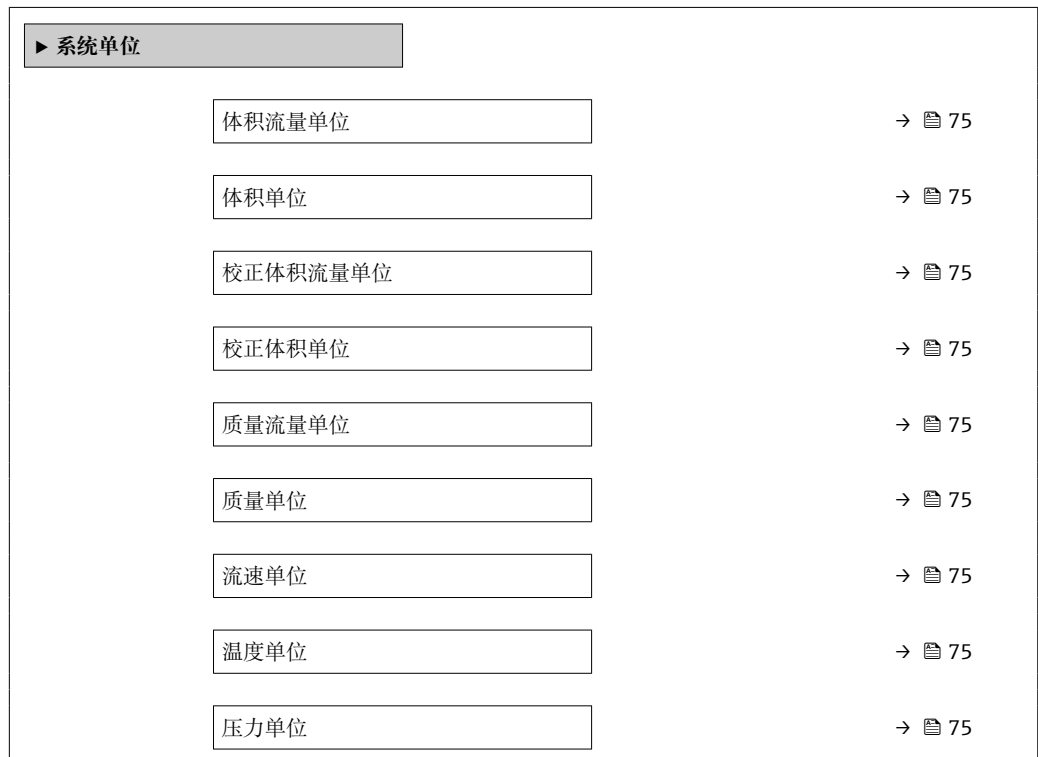 ▶ 系统单位
体积流量单位 → 🖹 75
体积单位 → 🖹 75
校正体积流量单位 → 🖹 75
校正体积单位 → 🖹 75
质量流量单位 → 🖹 75
质量单位 → 🖹 75
流速单位 → 🖹 75
温度单位 → 🖹 75
压力单位 → 🖹 75